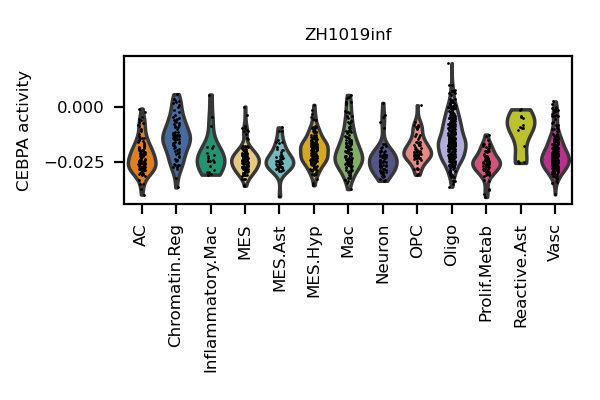 ZH1019inf
CEBPA activity
0.000
−0.025
AC
Chromatin.Reg
Inflammatory.Mac
MES
MES.Ast
MES.Hyp
Mac
Neuron
OPC
Oligo
Prolif.Metab
Reactive.Ast
Vasc